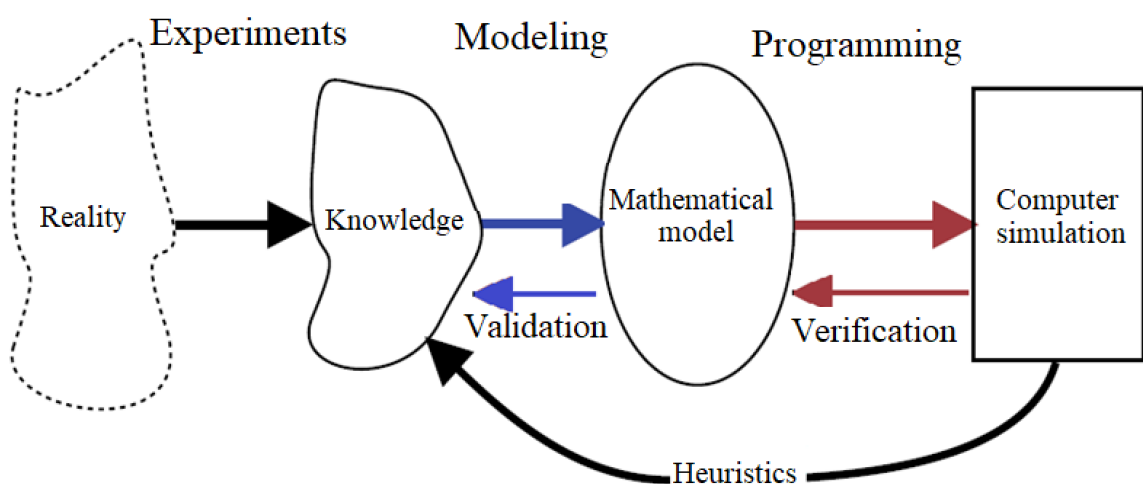 Experiments
Modeling
Programming
Reality
Knowledge
Mathematical
model
Computer
simulation
Validation
Verification
Heuristics